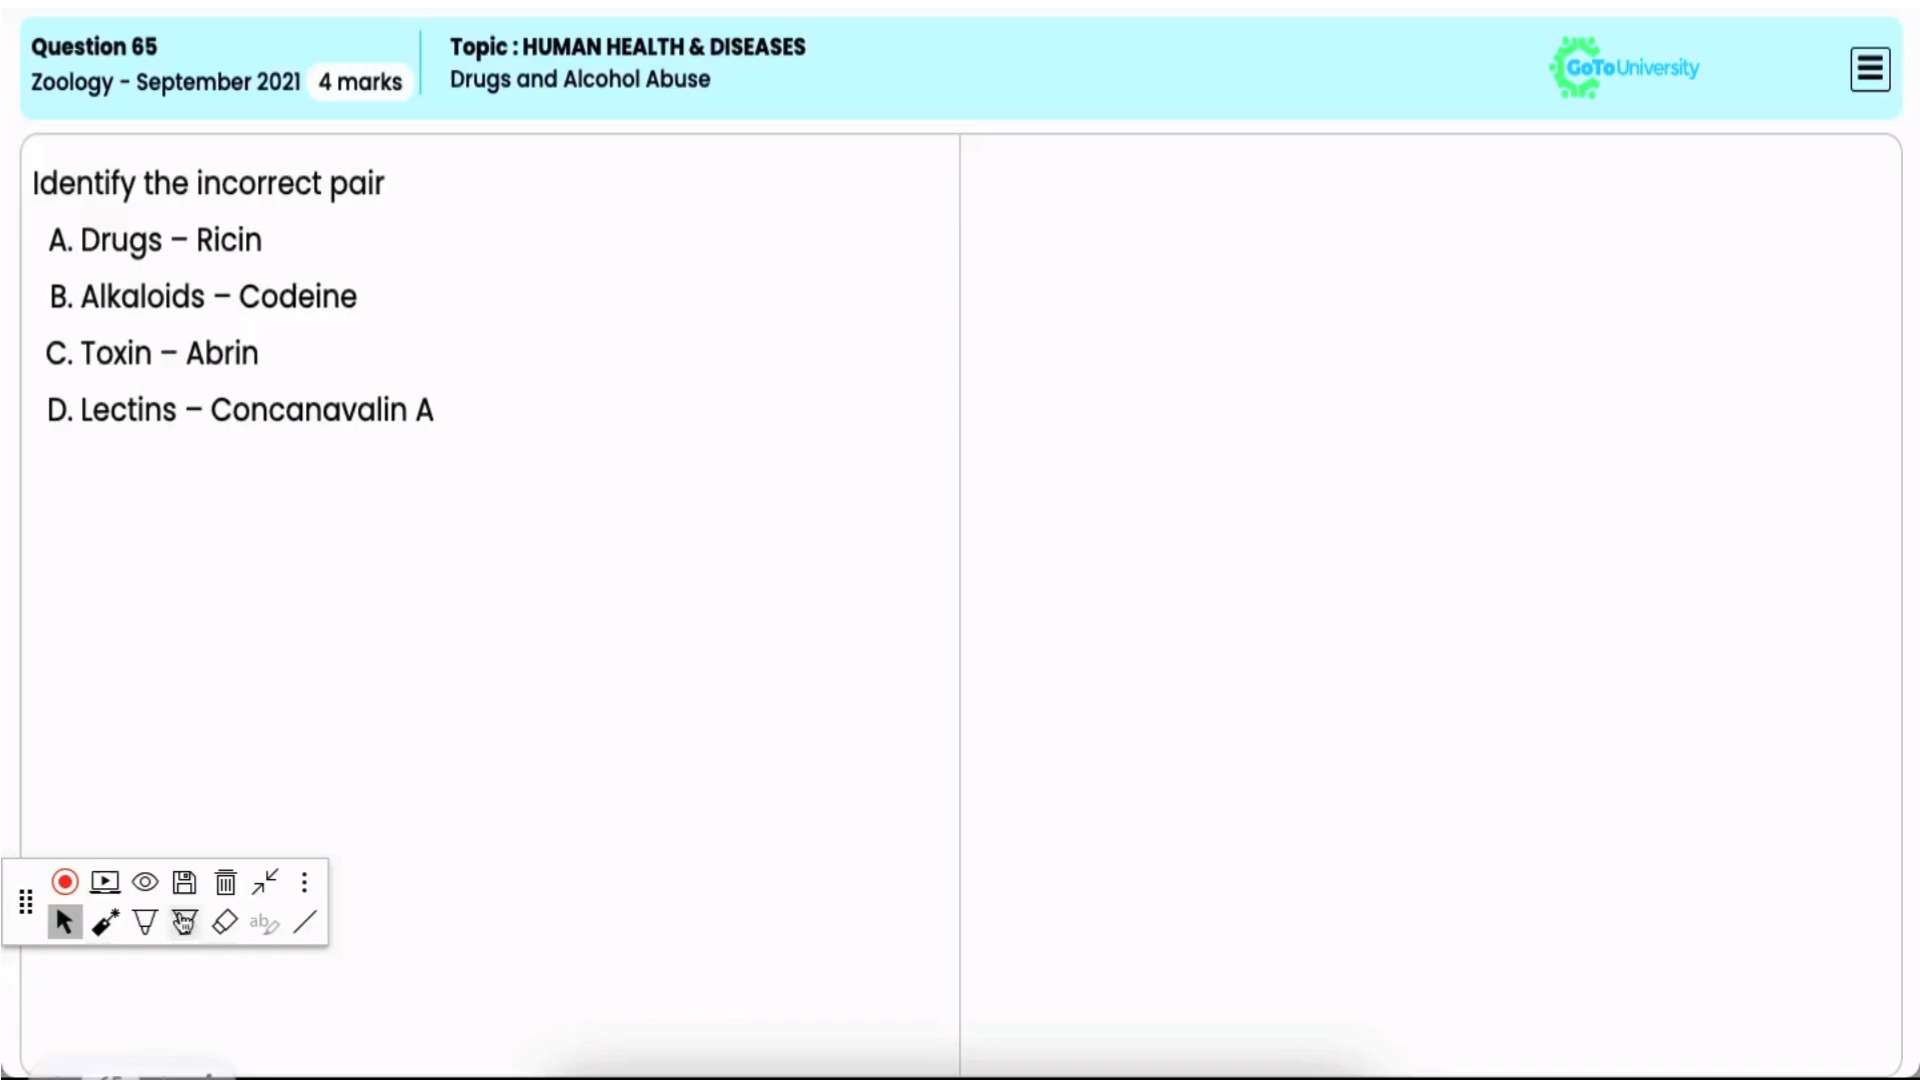 Question 65
Zoology - September 2021 4 marks
Topic : HUMAN HEALTH & DISEASES
Drugs and Alcohol Abuse
GoToUniversity
Identify the incorrect pair
A. Drugs – Ricin
B. Alkaloids – Codeine
C. Toxin – Abrin
D. Lectins – Concanavalin A
ab